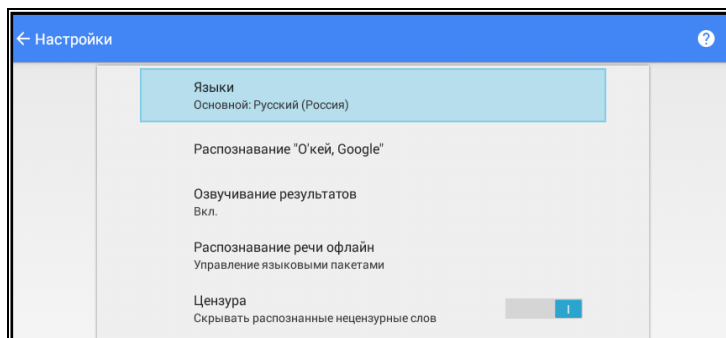 Настройки
?
Языки
Основной: Русский (Россия)
Распознавание "О'кей, Google"
Озвучивание результатов
Вкл.
Распознавание речи офлайн
Управление языковыми пакетами
Цензура
Скрывать распознанные нецензурные слов